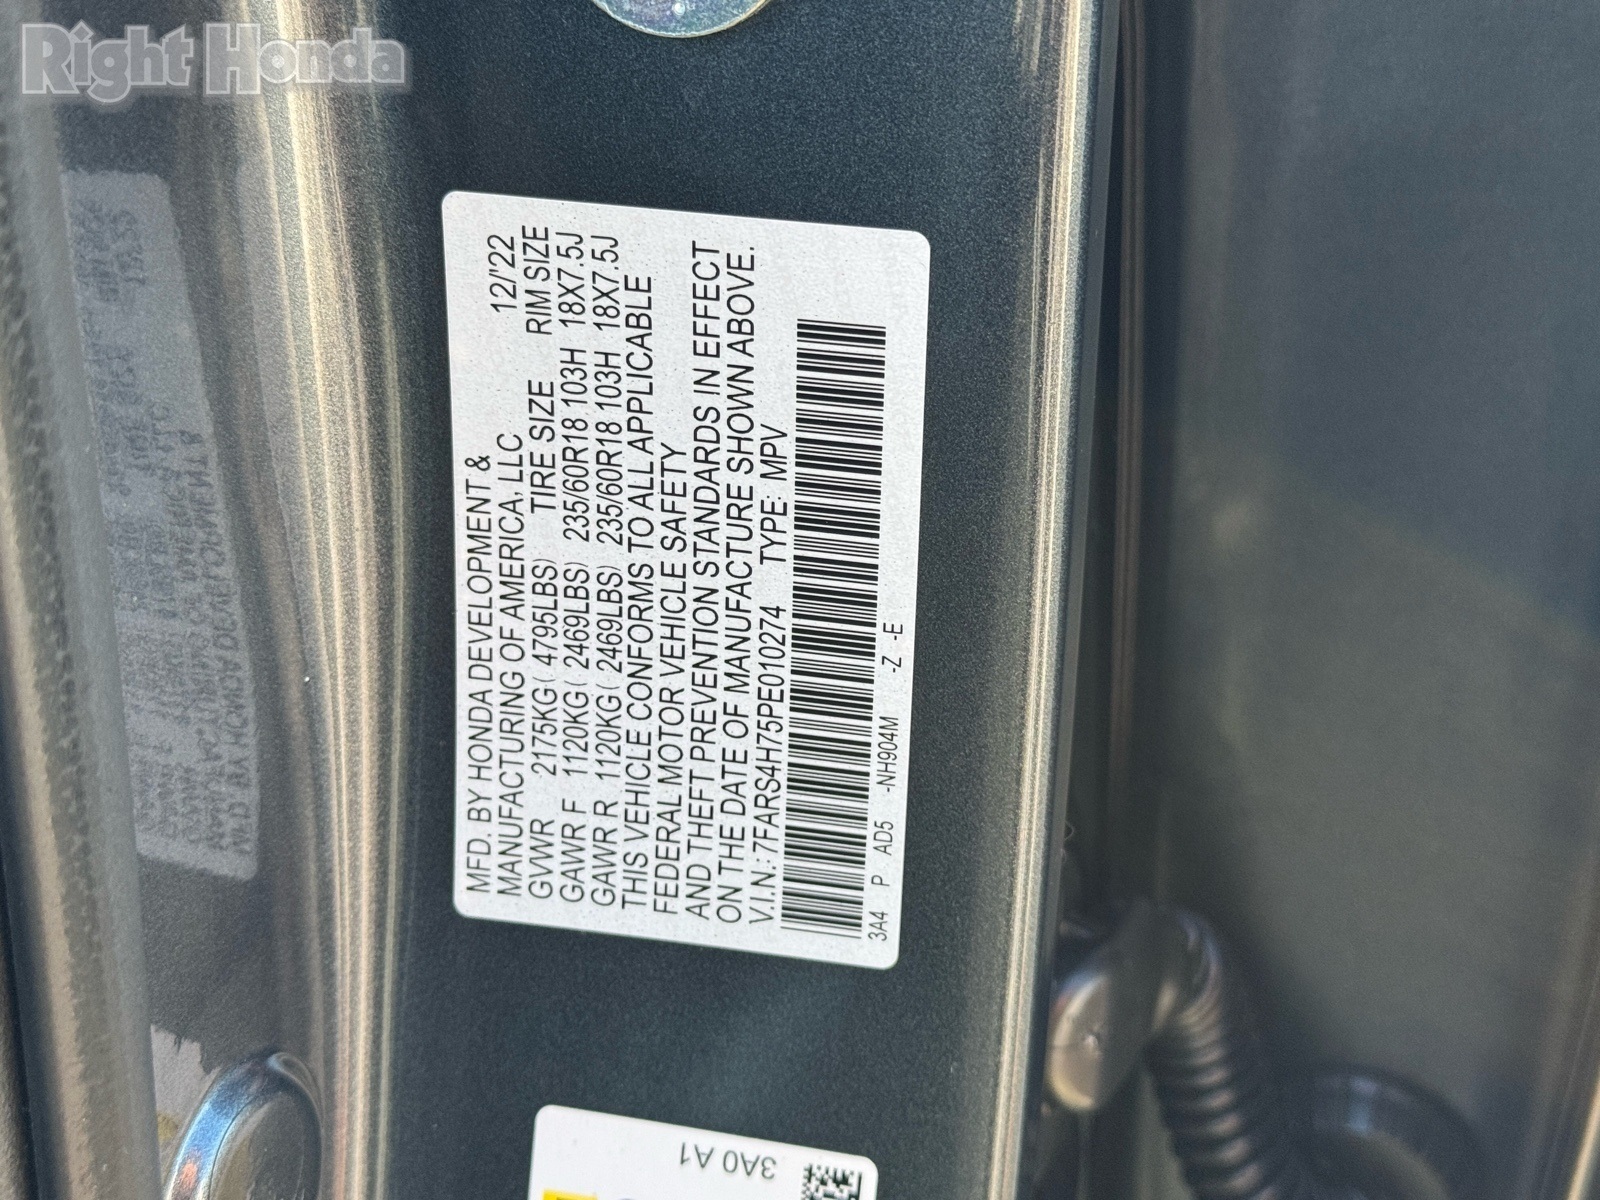 Right Honda
MFD. BY HONDA DEVELOPMENT &
MANUFACTURING OF AMERICA, LLC 12/'22
GVWR 2175KG( 4795LBS) TIRE SIZE RIM SIZE
GAWR F 1120KG( 2469LBS) 235/60R18 103H 18X7.5J
GAWR R 1120KG( 2469LBS) 235/60R18 103H 18X7.5J
THIS VEHICLE CONFORMS TO ALL APPLICABLE
FEDERAL MOTOR VEHICLE SAFETY
AND THEFT PREVENTION STANDARDS IN EFFECT
ON THE DATE OF MANUFACTURE SHOWN ABOVE.
V.I.N.: 7FARS4H75PE010274 TYPE: MPV
3A4 P AD5 -NH904M -Z -E
3A0 A1